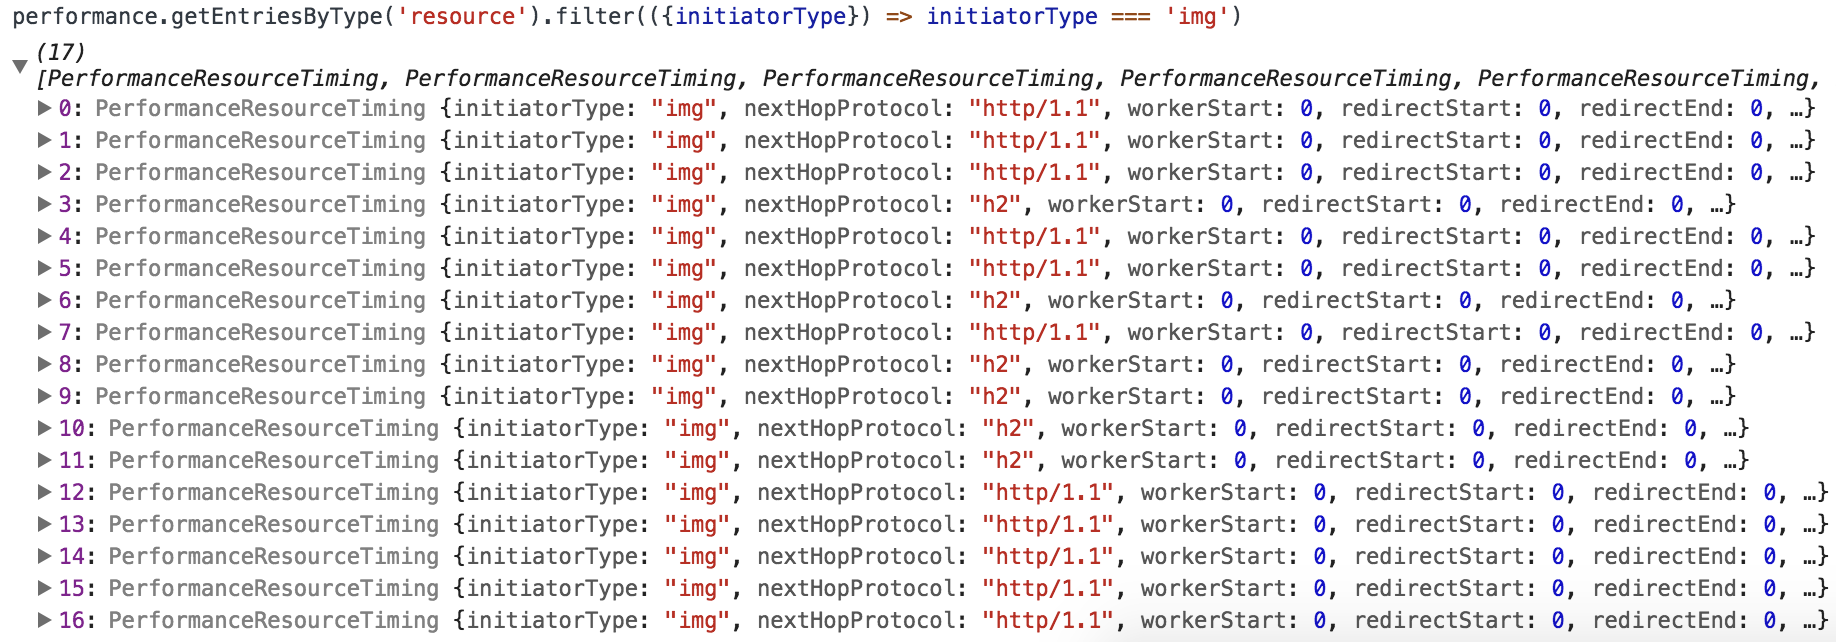 performance.getEntriesByType('resource').filter(({initiatorType}) => initiatorType === 'img')
(17)
[PerformanceResourceTiming, PerformanceResourceTiming, PerformanceResourceTiming, PerformanceResourceTiming, PerformanceResourceTiming,
0: PerformanceResourceTiming {initiatorType: "img", nextHopProtocol: "http/1.1", workerStart: 0, redirectStart: 0, redirectEnd: 0, …}
1: PerformanceResourceTiming {initiatorType: "img", nextHopProtocol: "http/1.1", workerStart: 0, redirectStart: 0, redirectEnd: 0, …}
2: PerformanceResourceTiming {initiatorType: "img", nextHopProtocol: "http/1.1", workerStart: 0, redirectStart: 0, redirectEnd: 0, …}
3: PerformanceResourceTiming {initiatorType: "img", nextHopProtocol: "h2", workerStart: 0, redirectStart: 0, redirectEnd: 0, …}
4: PerformanceResourceTiming {initiatorType: "img", nextHopProtocol: "http/1.1", workerStart: 0, redirectStart: 0, redirectEnd: 0, …}
5: PerformanceResourceTiming {initiatorType: "img", nextHopProtocol: "http/1.1", workerStart: 0, redirectStart: 0, redirectEnd: 0, …}
6: PerformanceResourceTiming {initiatorType: "img", nextHopProtocol: "h2", workerStart: 0, redirectStart: 0, redirectEnd: 0, …}
7: PerformanceResourceTiming {initiatorType: "img", nextHopProtocol: "http/1.1", workerStart: 0, redirectStart: 0, redirectEnd: 0, …}
8: PerformanceResourceTiming {initiatorType: "img", nextHopProtocol: "h2", workerStart: 0, redirectStart: 0, redirectEnd: 0, …}
9: PerformanceResourceTiming {initiatorType: "img", nextHopProtocol: "h2", workerStart: 0, redirectStart: 0, redirectEnd: 0, …}
10: PerformanceResourceTiming {initiatorType: "img", nextHopProtocol: "h2", workerStart: 0, redirectStart: 0, redirectEnd: 0, …}
11: PerformanceResourceTiming {initiatorType: "img", nextHopProtocol: "h2", workerStart: 0, redirectStart: 0, redirectEnd: 0, …}
12: PerformanceResourceTiming {initiatorType: "img", nextHopProtocol: "http/1.1", workerStart: 0, redirectStart: 0, redirectEnd: 0, …}
13: PerformanceResourceTiming {initiatorType: "img", nextHopProtocol: "http/1.1", workerStart: 0, redirectStart: 0, redirectEnd: 0, …}
14: PerformanceResourceTiming {initiatorType: "img", nextHopProtocol: "http/1.1", workerStart: 0, redirectStart: 0, redirectEnd: 0, …}
15: PerformanceResourceTiming {initiatorType: "img", nextHopProtocol: "http/1.1", workerStart: 0, redirectStart: 0, redirectEnd: 0, …}
16: PerformanceResourceTiming {initiatorType: "img", nextHopProtocol: "http/1.1", workerStart: 0, redirectStart: 0, redirectEnd: 0, …}